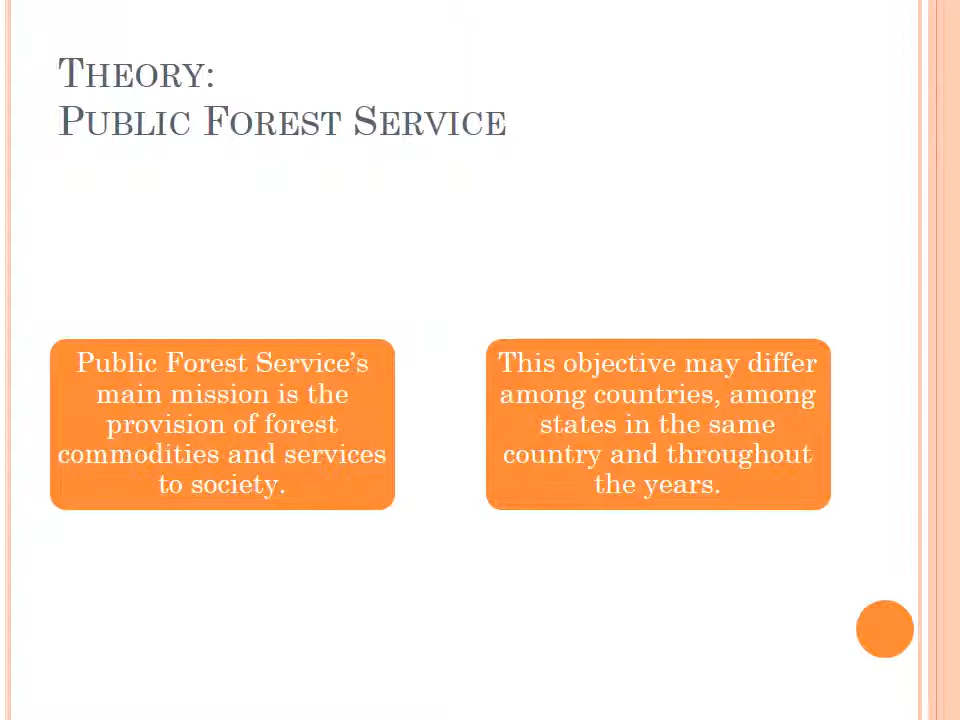 THEORY:
PUBLIC FOREST SERVICE
Public Forest Service's
main mission is the
provision of forest
commodities and services
to society.
This objective may differ
among countries, among
states in the same
country and throughout
the years.